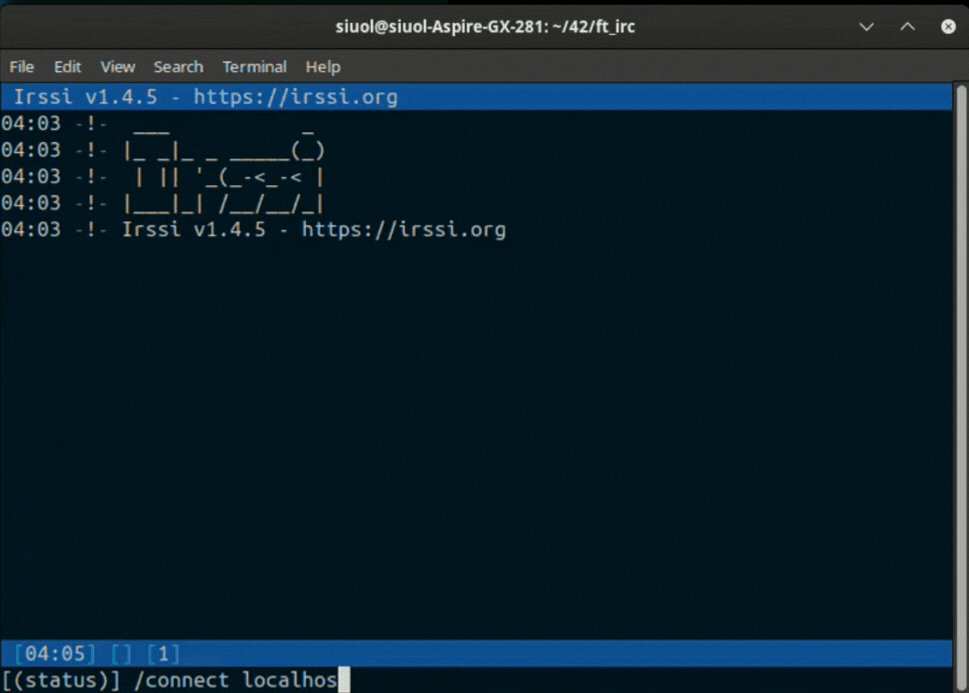 siuol@siuol-Aspire-GX-281: ~/42/ft_irc
File Edit View Search Terminal Help
Irssi v1.4.5 - https://irssi.org
04:03 -!-  ___           _
04:03 -!- |_ _|_ _ _____(_)
04:03 -!-  | || '_(_-<_-< |
04:03 -!- |___|_| /__/__/_|
04:03 -!- Irssi v1.4.5 - https://irssi.org
[04:05] [] [1]
[(status)] /connect localhos